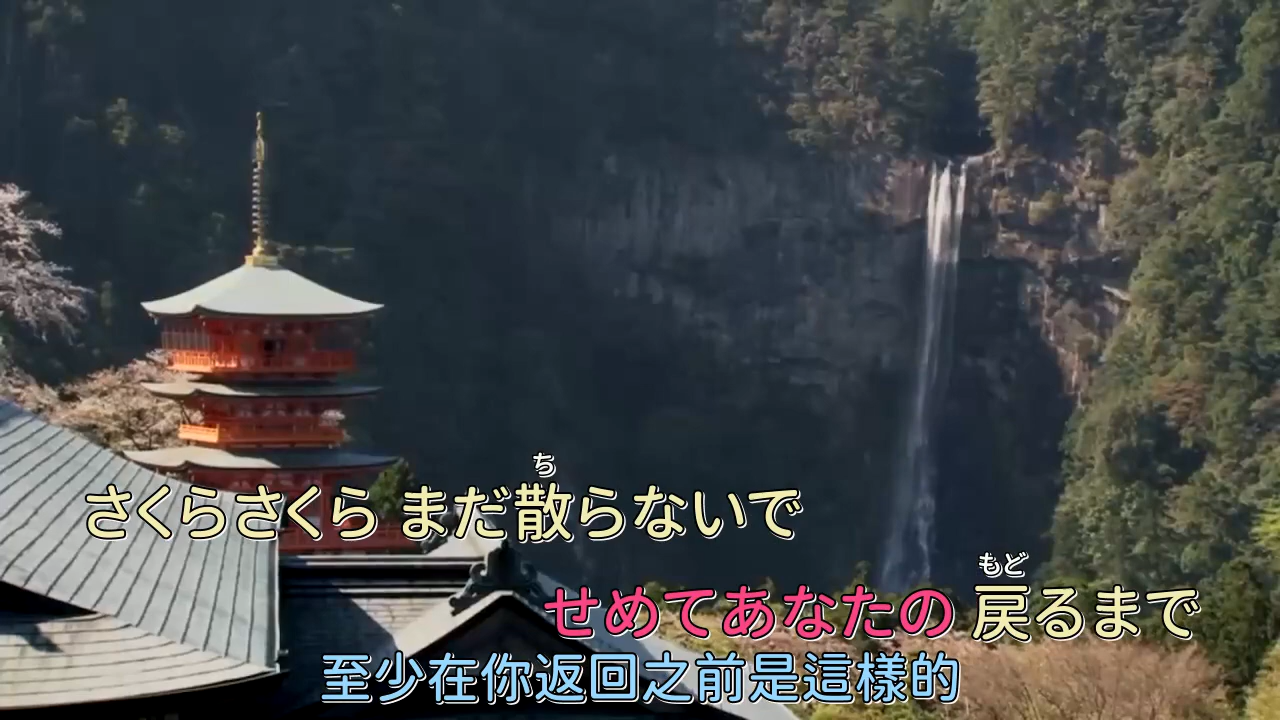 ち
さくらさくら まだ散らないで
もど
せめてあなたの 戻るまで
至少在你返回之前是這樣的